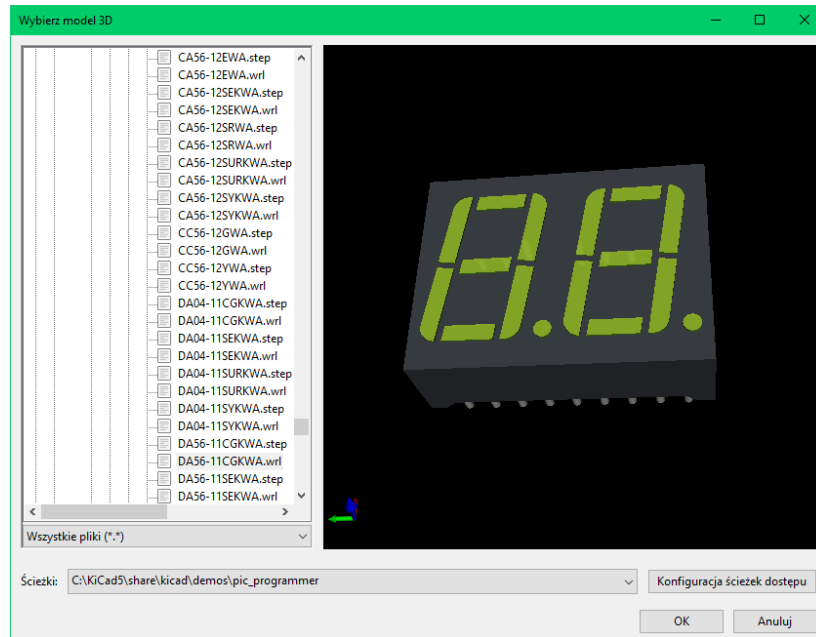 Wybierz model 3D
CA56-12EWA.step
CA56-12EWA.wrl
CA56-12SEKWA.step
CA56-12SEKWA.wrl
CA56-12SRWA.step
CA56-12SRWA.wrl
CA56-12SURKWA.step
CA56-12SURKWA.wrl
CA56-12SYKWA.step
CA56-12SYKWA.wrl
CC56-12GWA.step
CC56-12GWA.wrl
CC56-12YWA.step
CC56-12YWA.wrl
DA04-11CGKWA.step
DA04-11CGKWA.wrl
DA04-11SEKWA.step
DA04-11SEKWA.wrl
DA04-11SURKWA.step
DA04-11SURKWA.wrl
DA04-11SYKWA.step
DA04-11SYKWA.wrl
DA56-11CGKWA.step
DA56-11CGKWA.wrl
DA56-11SEKWA.step
DA56-11SEKWA.wrl
Wszystkie pliki (*.*)
Ścieżki: C:\KiCad5\share\kicad\demos\pic_programmer Konfiguracja ścieżek dostępu
OK Anuluj